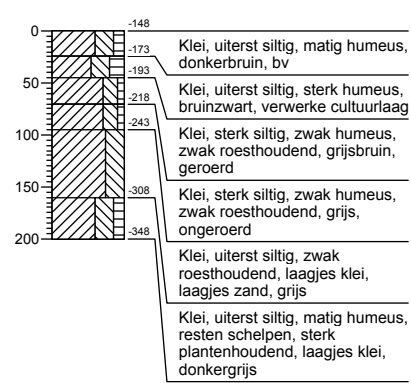 0
50
100
150
200
-148
-173
-193
-218
-243
-308
-348
Klei, uiterst siltig, matig humeus,
donkerbruin, bv
Klei, uiterst siltig, sterk humeus,
bruinzwart, verwerke cultuurlaag
Klei, sterk siltig, zwak humeus,
zwak roesthoudend, grijsbruin,
geroerd
Klei, sterk siltig, zwak humeus,
zwak roesthoudend, grijs,
ongeroerd
Klei, uiterst siltig, zwak
roesthoudend, laagjes klei,
laagjes zand, grijs
Klei, uiterst siltig, matig humeus,
resten schelpen, sterk
plantenhoudend, laagjes klei,
donkergrijs